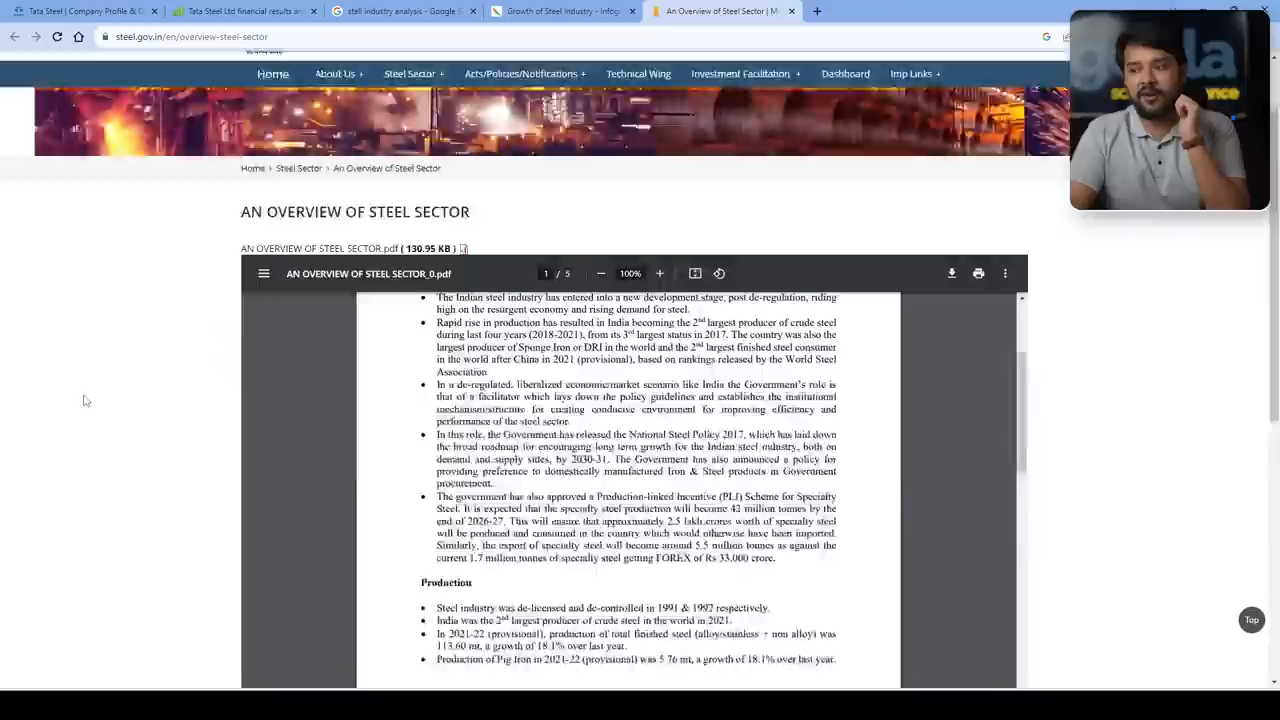 Tata Steel | Company Profile & D
Tata Steel Ltd financial results an
stell industry analysis - Google S
Growth of Steel Industry - Infog
An Overview of Steel Sector | M
steel.gov.in/en/overview-steel-sector
Home
About Us +
Steel Sector +
Acts/Policies/Notifications +
Technical Wing
Investment Facilitation +
Dashboard
Imp Links +
Home > Steel Sector > An Overview of Steel Sector
AN OVERVIEW OF STEEL SECTOR
AN OVERVIEW OF STEEL SECTOR.pdf ( 130.95 KB )
AN OVERVIEW OF STEEL SECTOR_0.pdf
1 / 5
100%
• The Indian steel industry has entered into a new development stage, post de-regulation, riding
high on the resurgent economy and rising demand for steel.
• Rapid rise in production has resulted in India becoming the 2nd largest producer of crude steel
during last four years (2018-2021), from its 3rd largest status in 2017. The country was also the
largest producer of Sponge Iron or DRI in the world and the 2nd largest finished steel consumer
in the world after China in 2021 (provisional), based on rankings released by the World Steel
Association
• In a de-regulated, liberalized economic/market scenario like India the Government's role is
that of a facilitator which lays down the policy guidelines and establishes the institutional
mechanism/structure for creating conducive environment for improving efficiency and
performance of the steel sector.
• In this role, the Government has released the National Steel Policy 2017, which has laid down
the broad roadmap for encouraging long term growth for the Indian steel industry, both on
demand and supply sides, by 2030-31. The Government has also announced a policy for
providing preference to domestically manufactured Iron & Steel products in Government
procurement.
• The government has also approved a Production-linked Incentive (PLI) Scheme for Specialty
Steel. It is expected that the specialty steel production will become 42 million tonnes by the
end of 2026-27. This will ensure that approximately 2.5 lakh crores worth of specialty steel
will be produced and consumed in the country which would otherwise have been imported.
Similarly, the export of specialty steel will become around 5.5 million tonnes as against the
current 1.7 million tonnes of specialty steel getting FOREX of Rs 33,000 crore.
Production
• Steel industry was de-licensed and de-controlled in 1991 & 1992 respectively.
• India was the 2nd largest producer of crude steel in the world in 2021.
• In 2021-22 (provisional), production of total finished steel (alloy/stainless + non alloy) was
113.60 mt, a growth of 18.1% over last year.
• Production of Pig Iron in 2021-22 (provisional) was 5.76 mt, a growth of 18.1% over last year.
Top